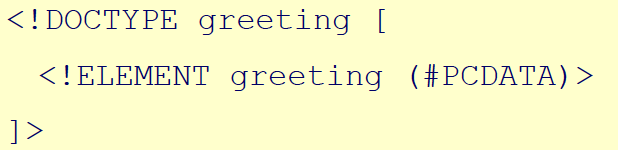 <!DOCTYPE greeting [
<!ELEMENT greeting (#PCDATA)>
]>